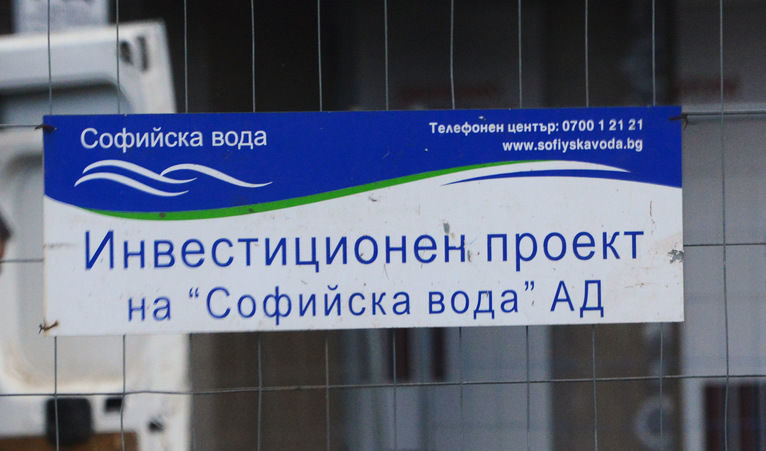 Софийска вода
Телефонен център: 0700 1 21 21
www.sofiyskavoda.bg
Инвестиционен проект
на “Софийска вода” АД